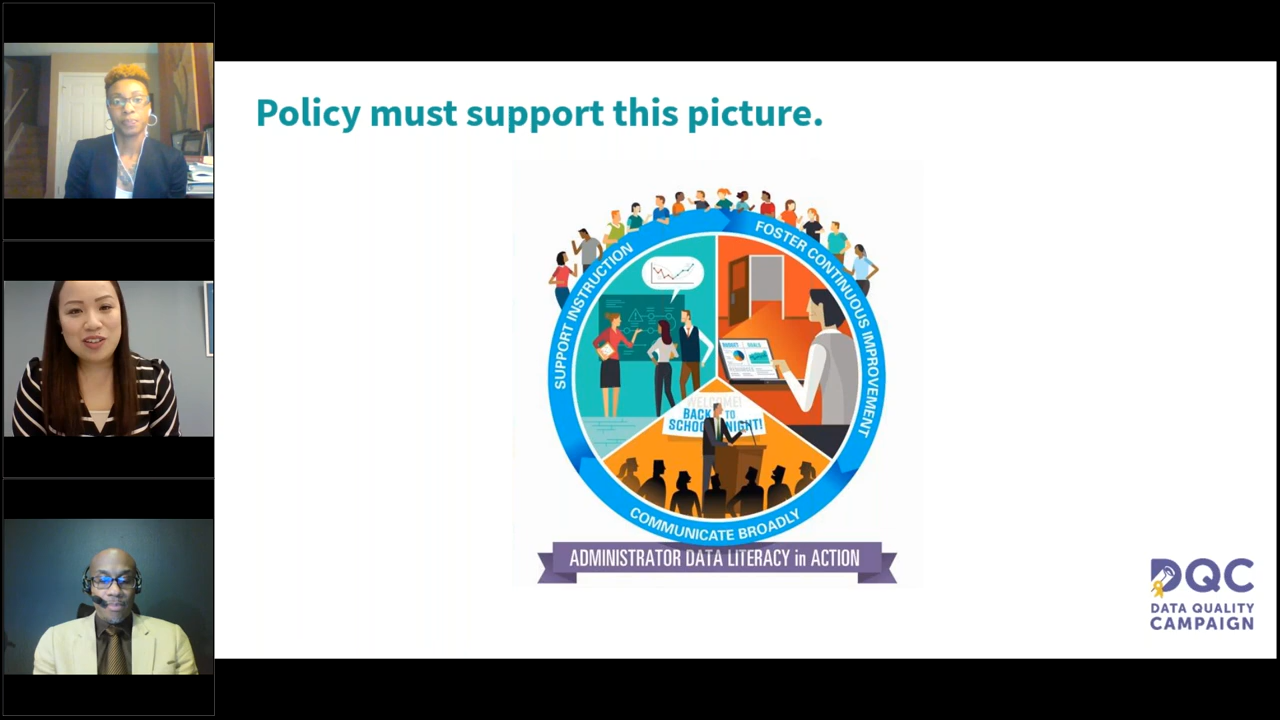 Policy must support this picture.
SUPPORT INSTRUCTION
FOSTER CONTINUOUS IMPROVEMENT
WELCOME!
BACK TO
SCHOOL NIGHT!
COMMUNICATE BROADLY
ADMINISTRATOR DATA LITERACY in ACTION
DQC
DATA QUALITY
CAMPAIGN